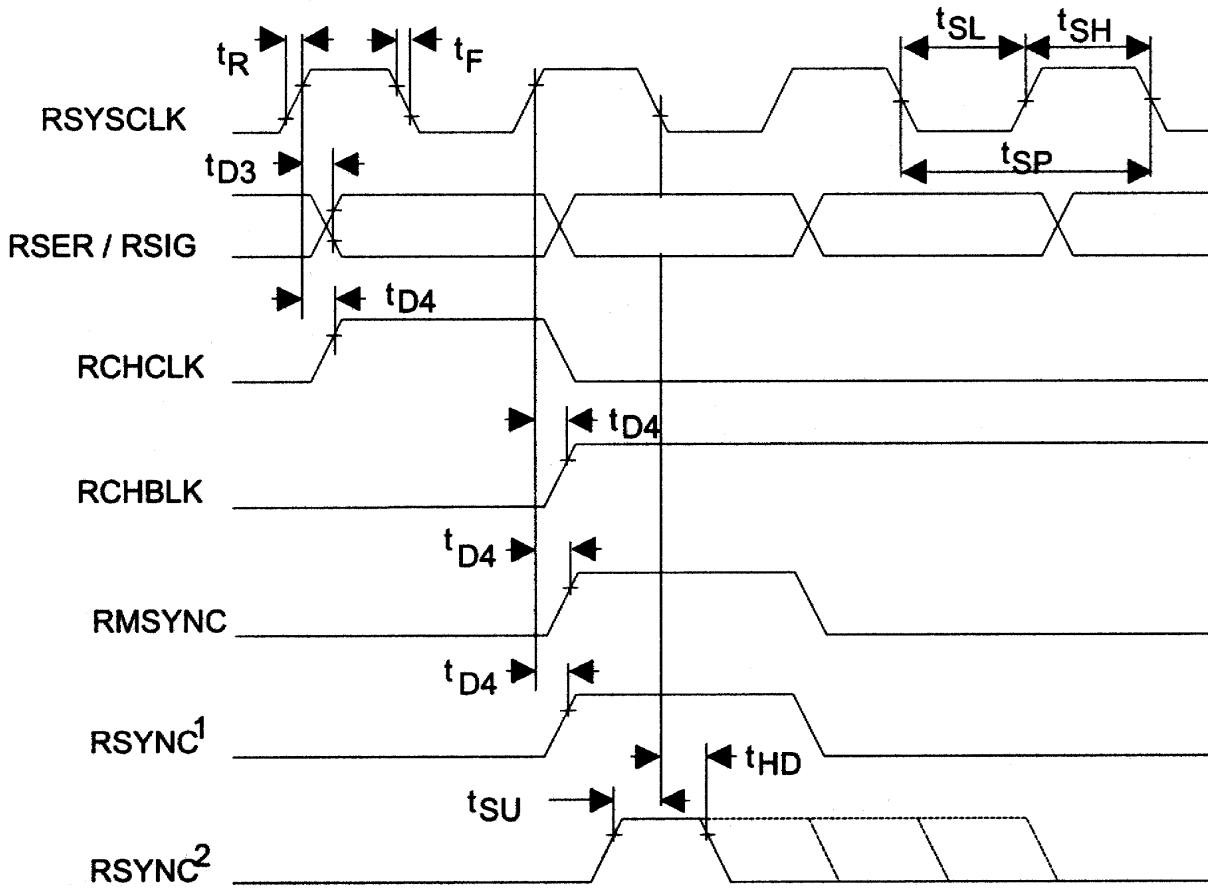 tSL tSH
tR tF
RSYSCLK
tD3 tSP
RSER / RSIG
tD4
RCHCLK
tD4
RCHBLK
tD4
RMSYNC
tD4
RSYNC1
tHD
tSU
RSYNC2